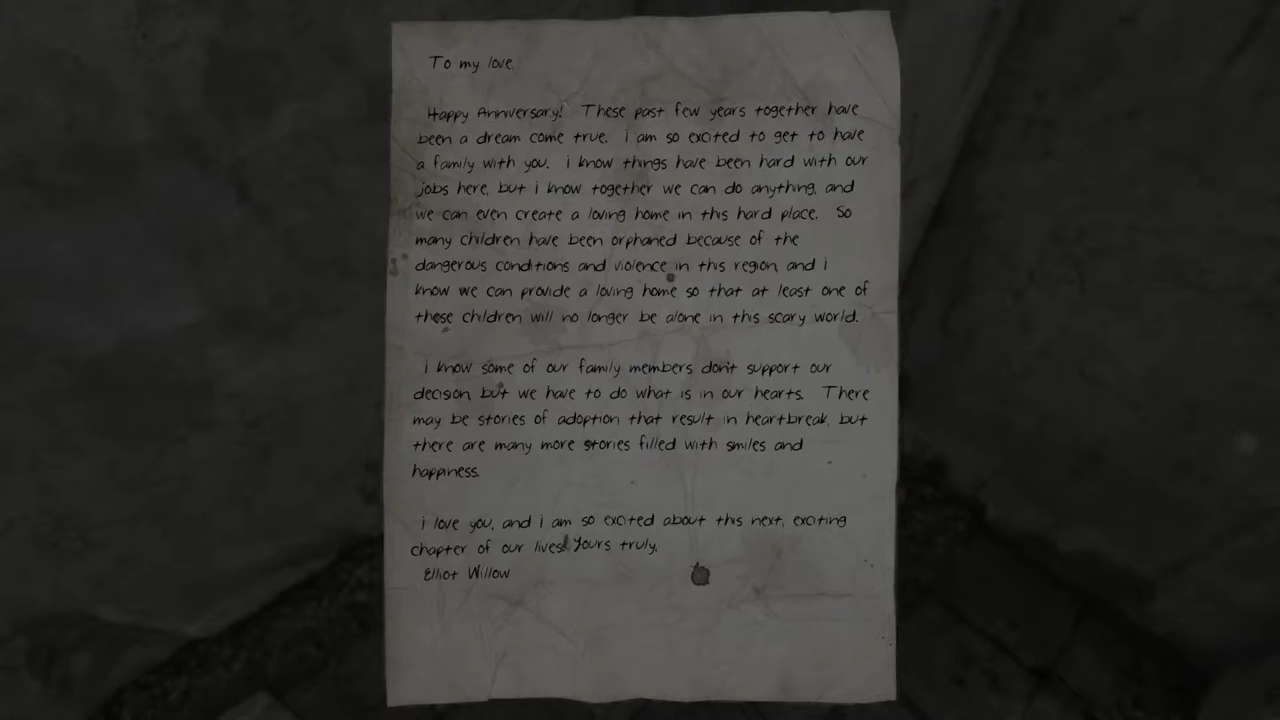 To my love,
Happy Anniversary! These past few years together have
been a dream come true. i am so excited to get to have
a family with you. i know things have been hard with our
jobs here, but i know together we can do anything, and
we can even create a loving home in this hard place. So
many children have been orphaned because of the
dangerous conditions and violence in this region, and i
know we can provide a loving home so that at least one of
these children will no longer be alone in this scary world.
i know some of our family members don't support our
decision, but we have to do what is in our hearts. There
may be stories of adoption that result in heartbreak, but
there are many more stories filled with smiles and
happiness.
i love you, and i am so excited about this next, exciting
chapter of our lives! Yours truly,
Elliot Willow